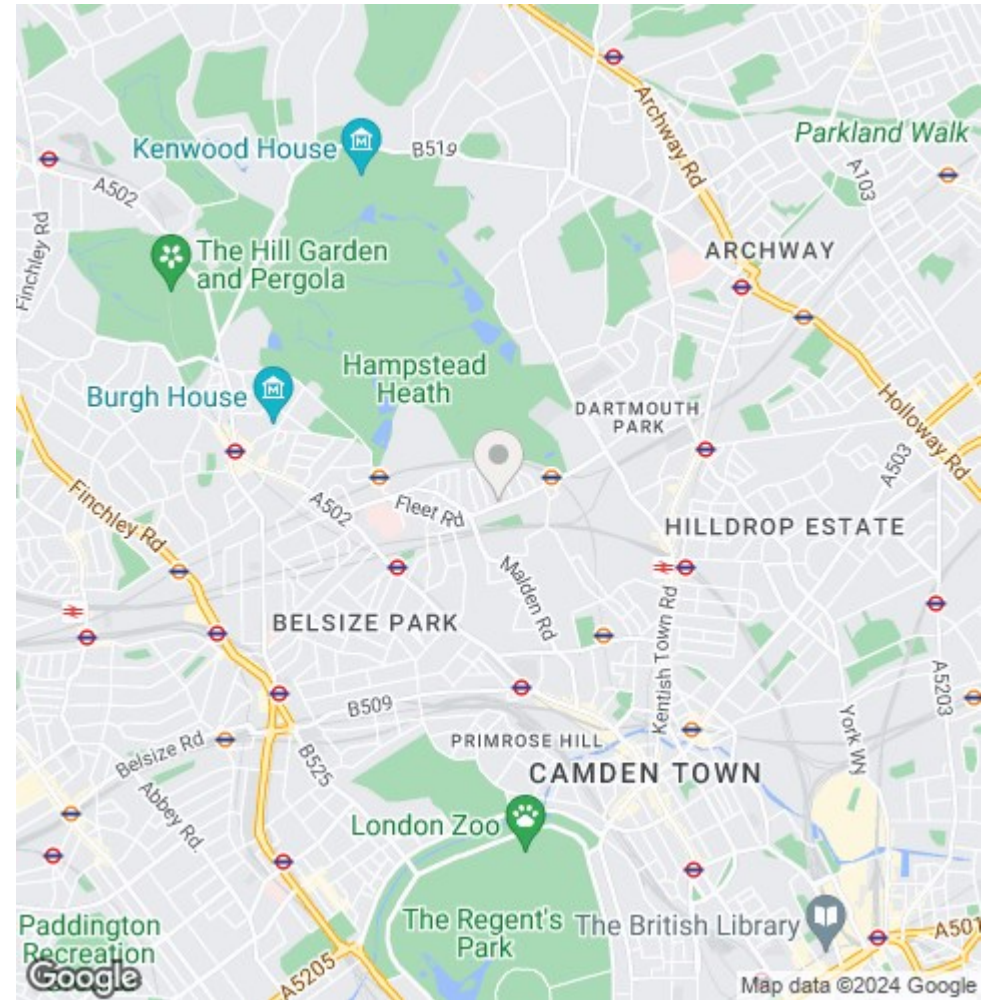 Archway Rd
Parkland Walk
Kenwood House
B519
A502
A103
Finchley Rd
The Hill Garden
and Pergola
ARCHWAY
Hampstead
Heath
Burgh House
DARTMOUTH
PARK
Holloway Rd
A503
Finchley Rd
A502
Fleet Rd
HILLDROP ESTATE
Malden Rd
BELSIZE PARK
Kentish Town Rd
A5203
B509
York Wy
Belsize Rd
B525
PRIMROSE HILL
CAMDEN TOWN
Abbey Rd.
London Zoo
The Regent's
Park
The British Library
Paddington
Recreation
A501
A5205
Google
Map data ©2024 Google